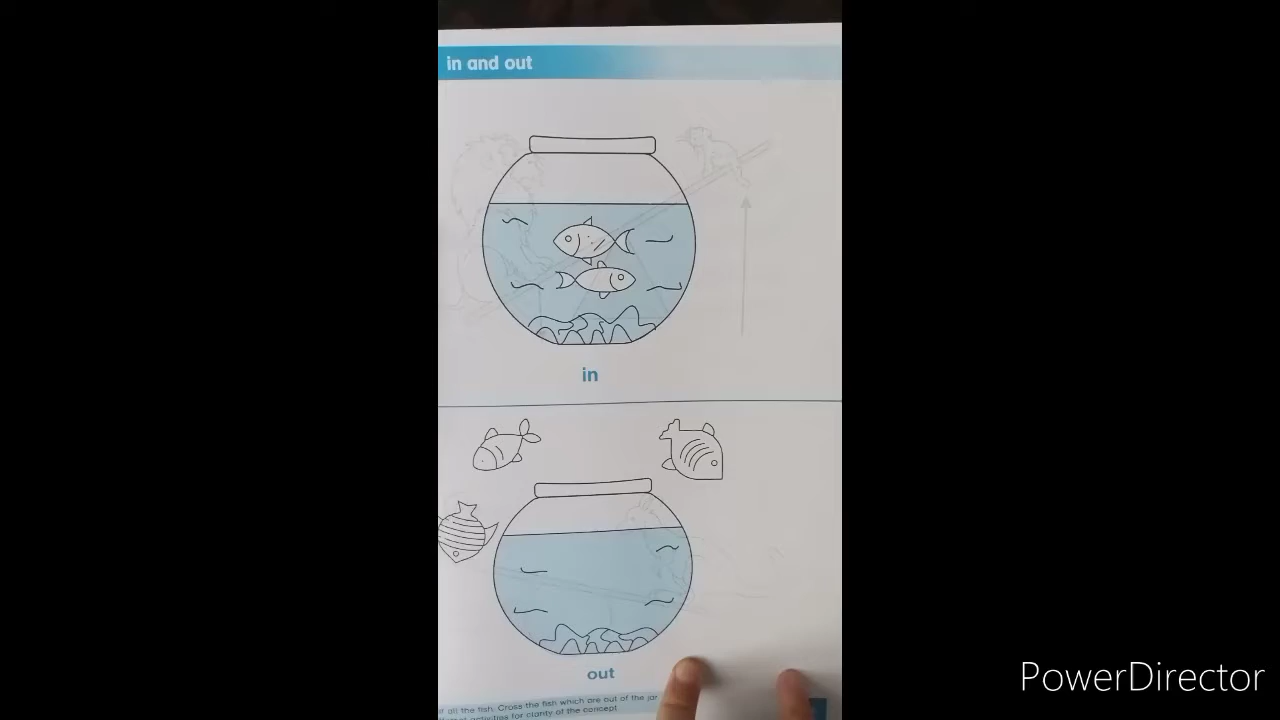 in and out
in
out
all the fish. Cross the fish which are out of the jar
activities for clarity of the concept.
PowerDirector